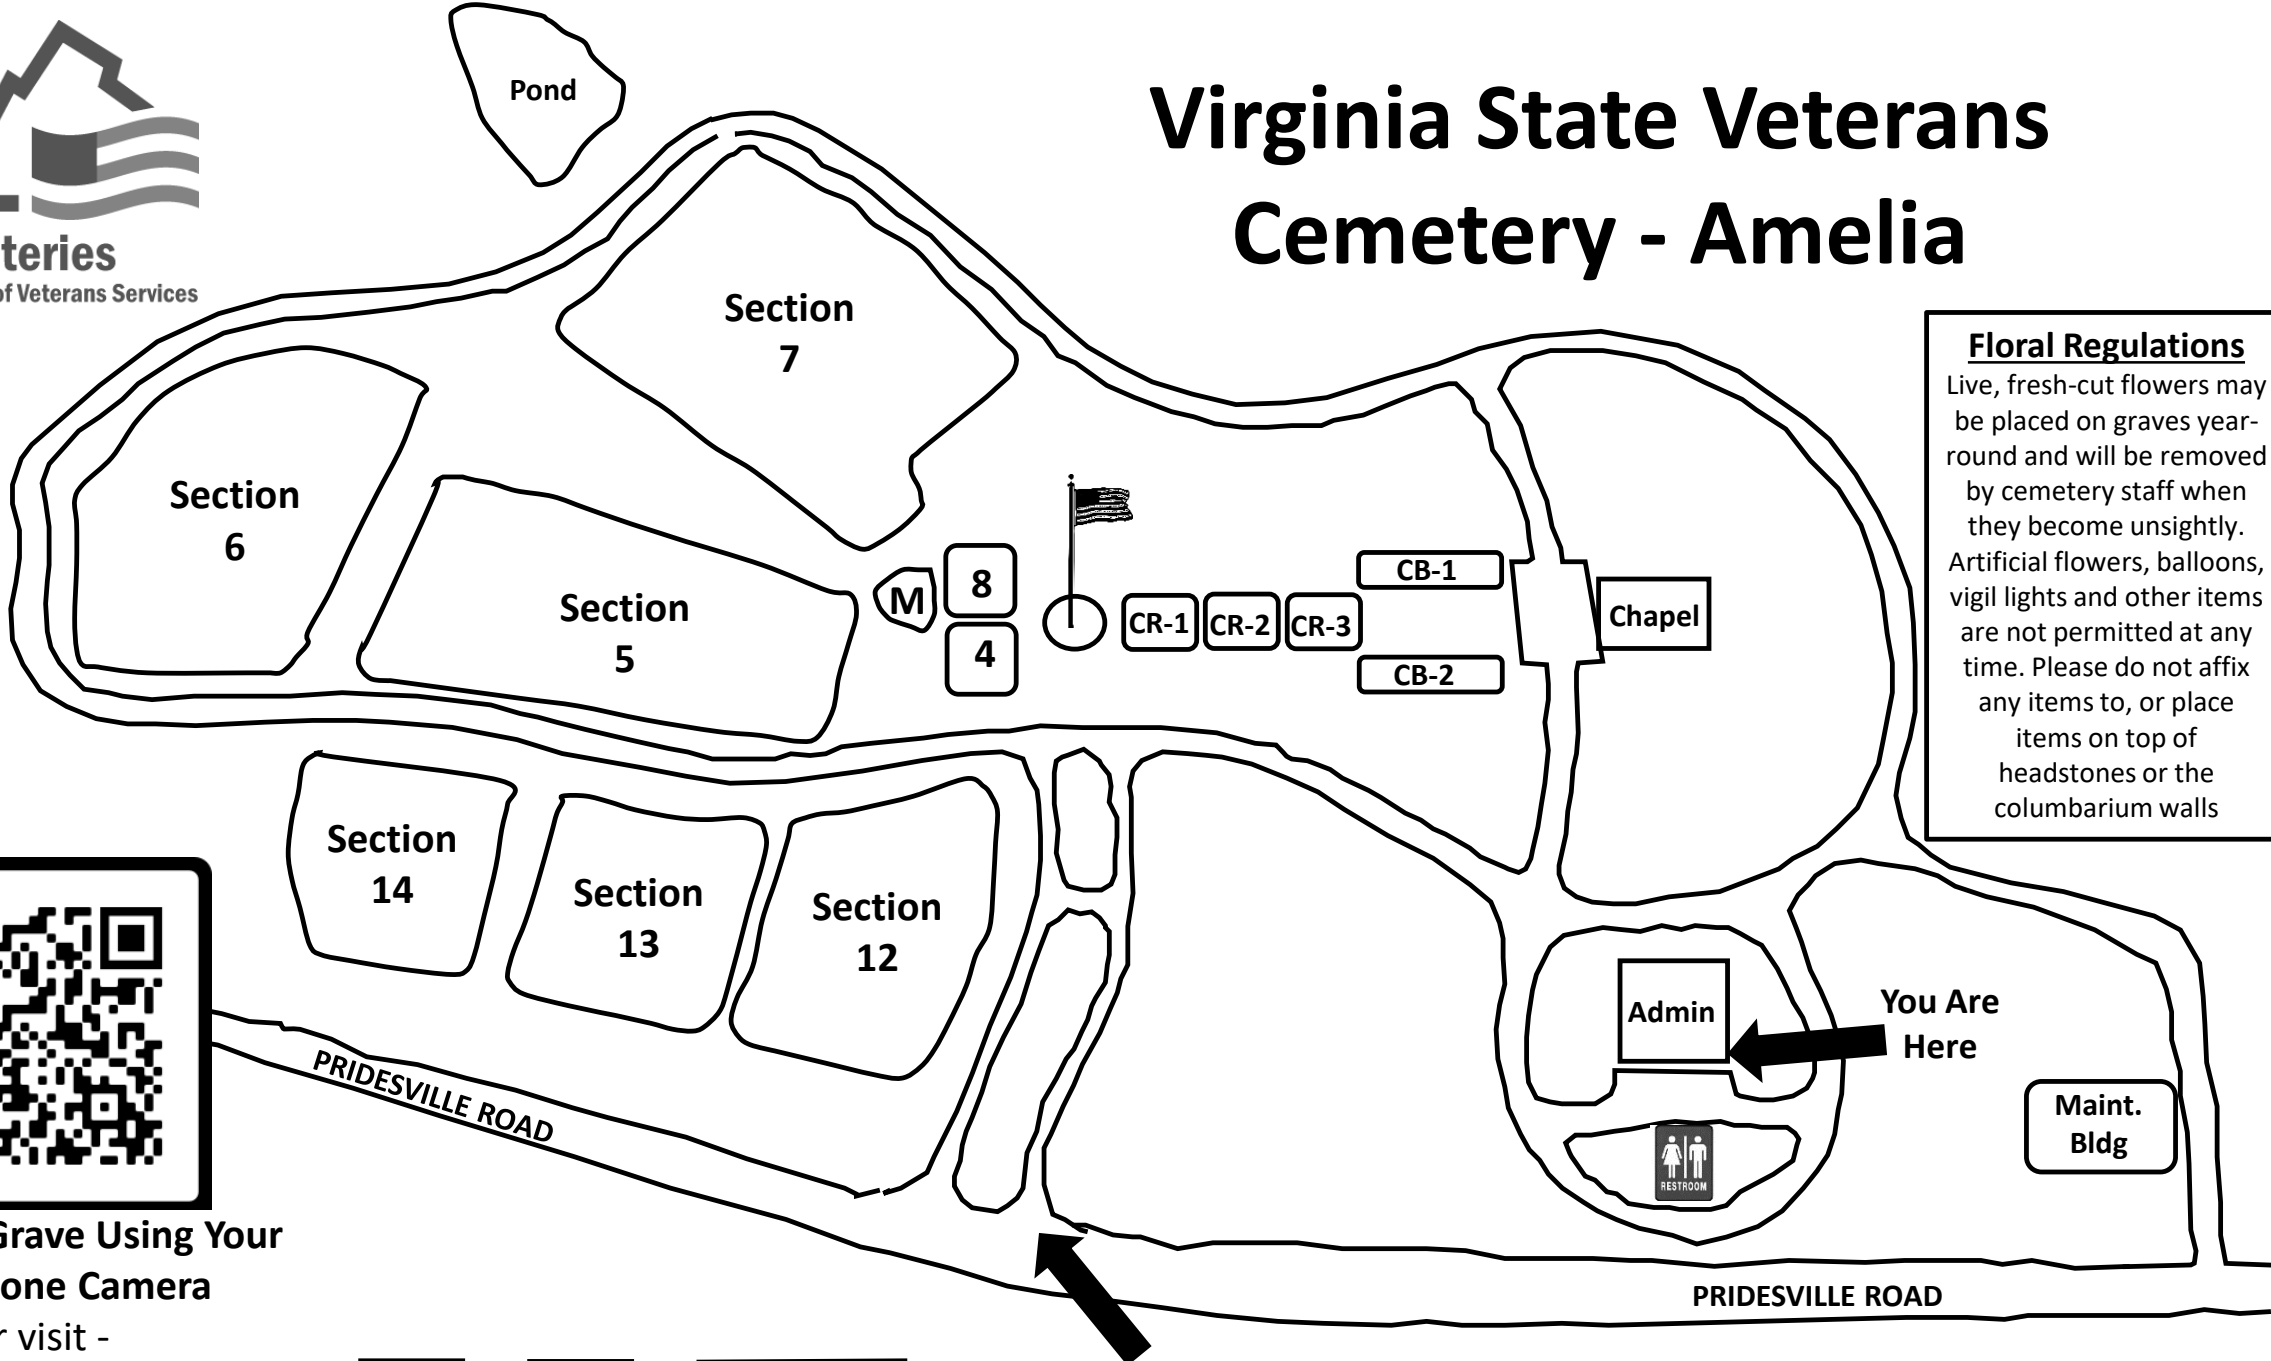 Pond
Virginia State Veterans
Cemetery - Amelia
teries
of Veterans Services
Section
7
Floral Regulations
Live, fresh-cut flowers may
be placed on graves year-
round and will be removed
by cemetery staff when
they become unsightly.
Artificial flowers, balloons,
vigil lights and other items
are not permitted at any
time. Please do not affix
any items to, or place
items on top of
headstones or the
columbarium walls
Section
6
Section
5
M
8
4
CR-1
CR-2
CR-3
CB-1
CB-2
Chapel
Section
14
Section
13
Section
12
Admin
You Are
Here
Maint.
Bldg
RESTROOM
PRIDESVILLE ROAD
PRIDESVILLE ROAD
Grave Using Your
one Camera
r visit -